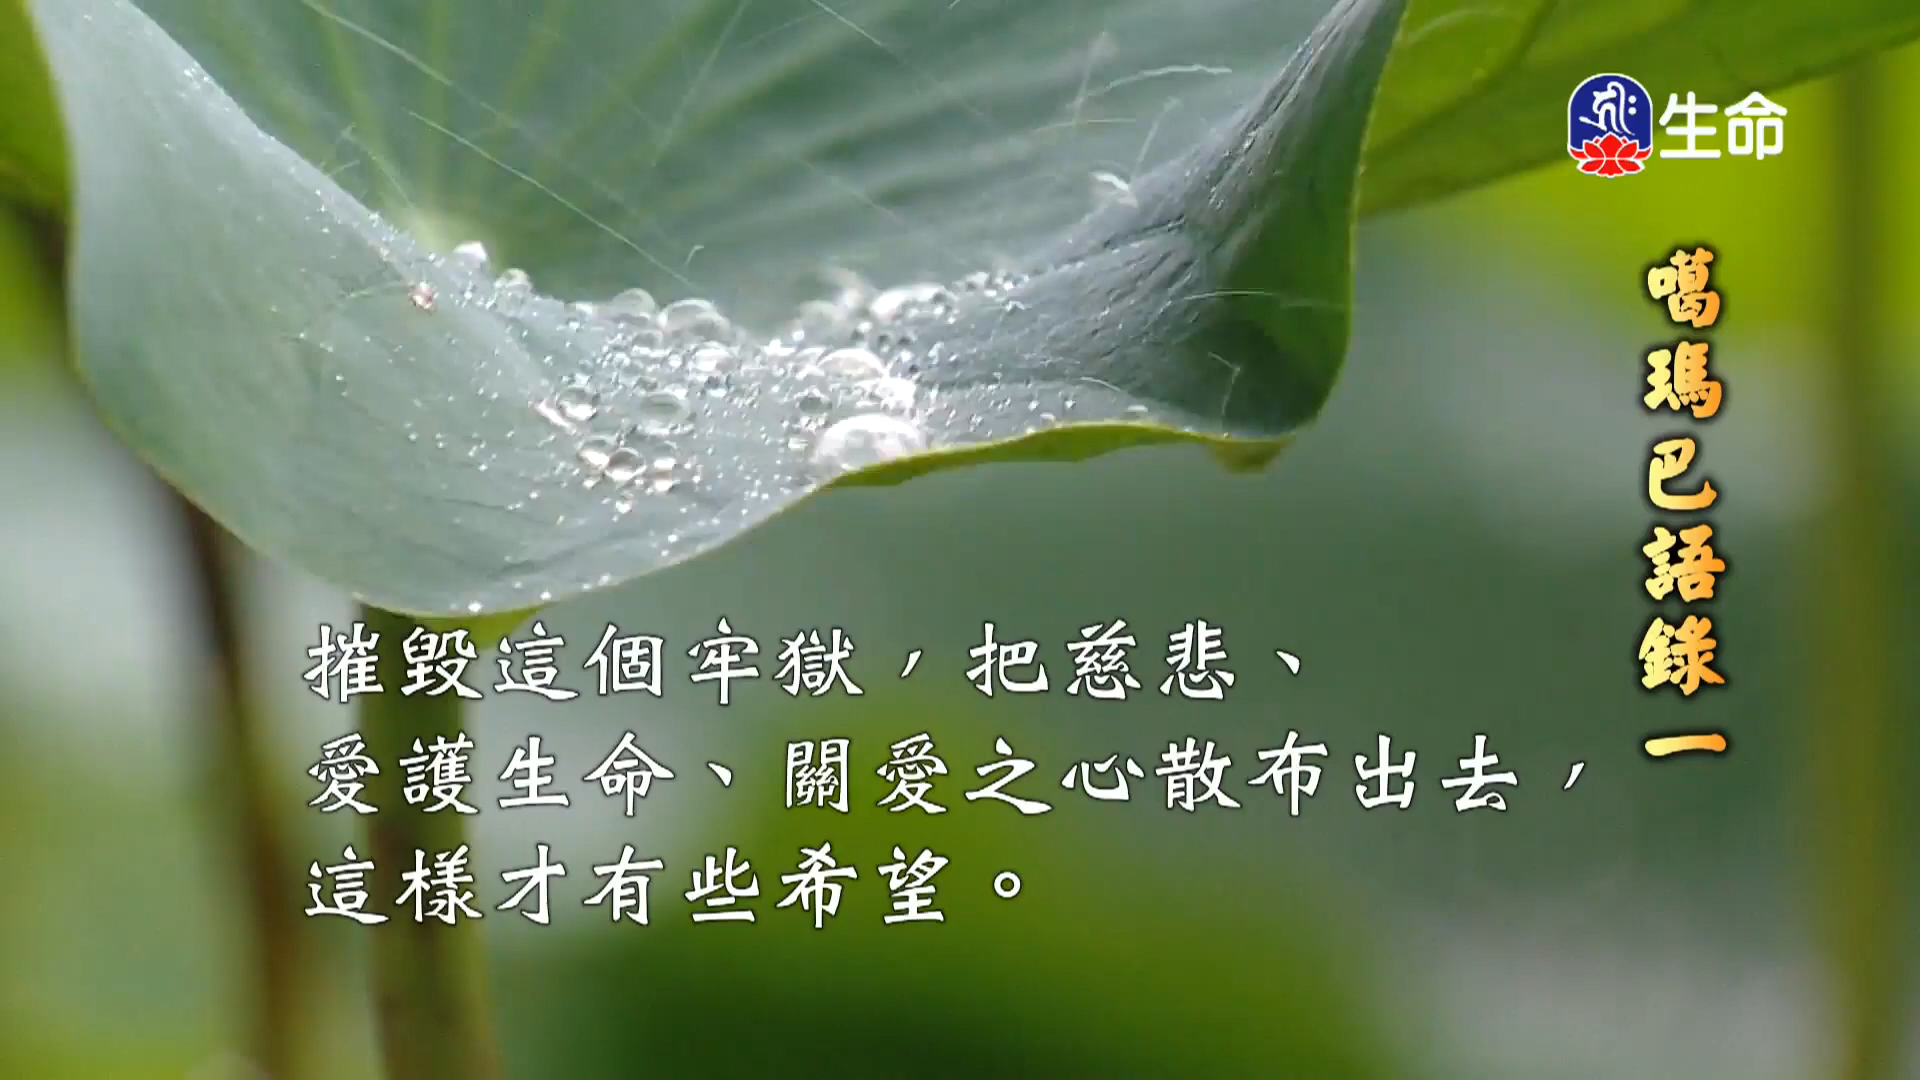 生命
噶瑪巴語錄一
摧毀這個牢獄，把慈悲、
愛護生命、關愛之心散布出去，
這樣才有些希望。